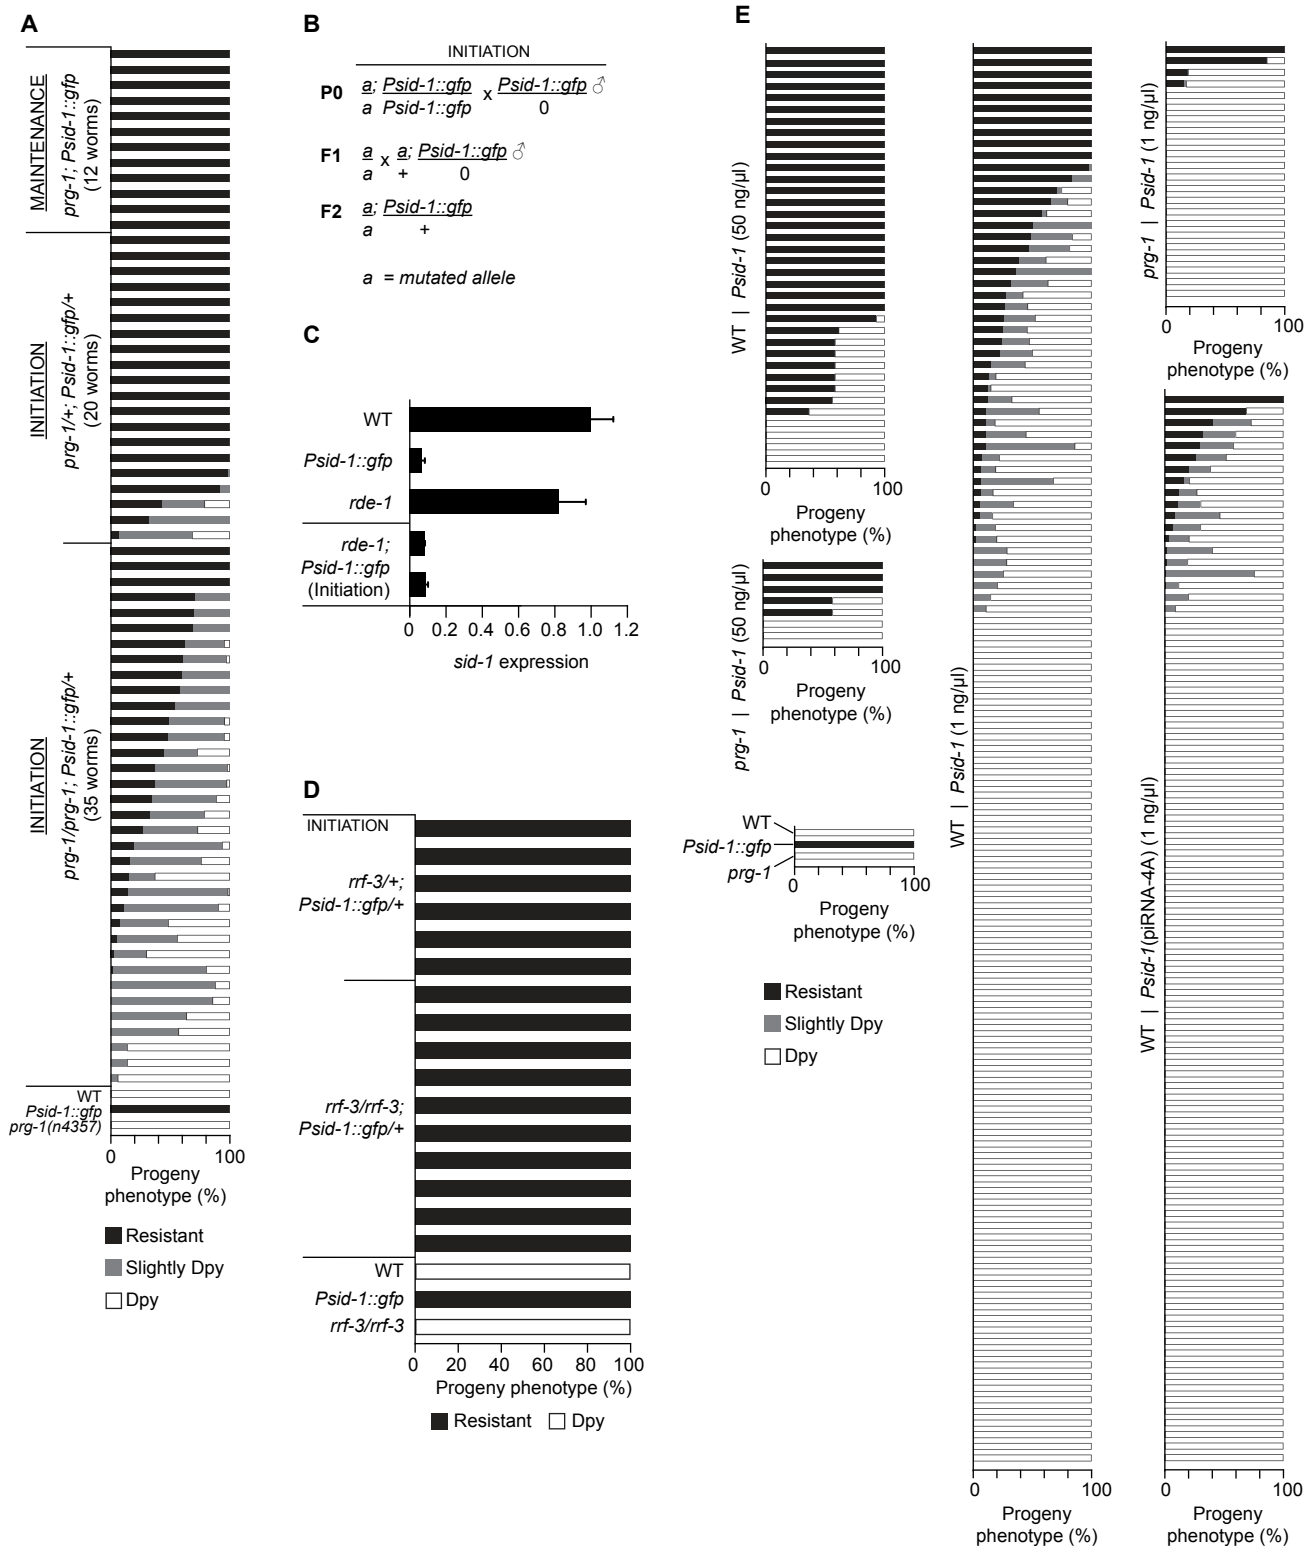 A
MAINTENANCE
prg-1; Psid-1::gfp
(12 worms)
INITIATION
prg-1/+; Psid-1::gfp/+
(20 worms)
INITIATION
prg-1/prg-1; Psid-1::gfp/+
(35 worms)
WT
Psid-1::gfp
prg-1(n4357)
0 100
Progeny
phenotype (%)
Resistant
Slightly Dpy
Dpy
B
INITIATION
P0 a; Psid-1::gfp x Psid-1::gfp ♂
a Psid-1::gfp 0
F1 a x a; Psid-1::gfp ♂
a + 0
F2 a; Psid-1::gfp
a +
a = mutated allele
C
WT
Psid-1::gfp
rde-1
rde-1;
Psid-1::gfp
(Initiation)
0 0.2 0.4 0.6 0.8 1.0 1.2
sid-1 expression
D
INITIATION
rrf-3/+;
Psid-1::gfp/+
rrf-3/rrf-3;
Psid-1::gfp/+
WT
Psid-1::gfp
rrf-3/rrf-3
0 20 40 60 80 100
Progeny phenotype (%)
Resistant Dpy
E
WT | Psid-1 (50 ng/µl)
0 100
Progeny
phenotype (%)
prg-1 | Psid-1 (50 ng/µl)
0 100
Progeny
phenotype (%)
WT
Psid-1::gfp
prg-1
0 100
Progeny
phenotype (%)
Resistant
Slightly Dpy
Dpy
WT | Psid-1 (1 ng/µl)
0 100
Progeny
phenotype (%)
prg-1 | Psid-1 (1 ng/µl)
0 100
Progeny
phenotype (%)
WT | Psid-1(piRNA-4A) (1 ng/µl)
0 100
Progeny
phenotype (%)